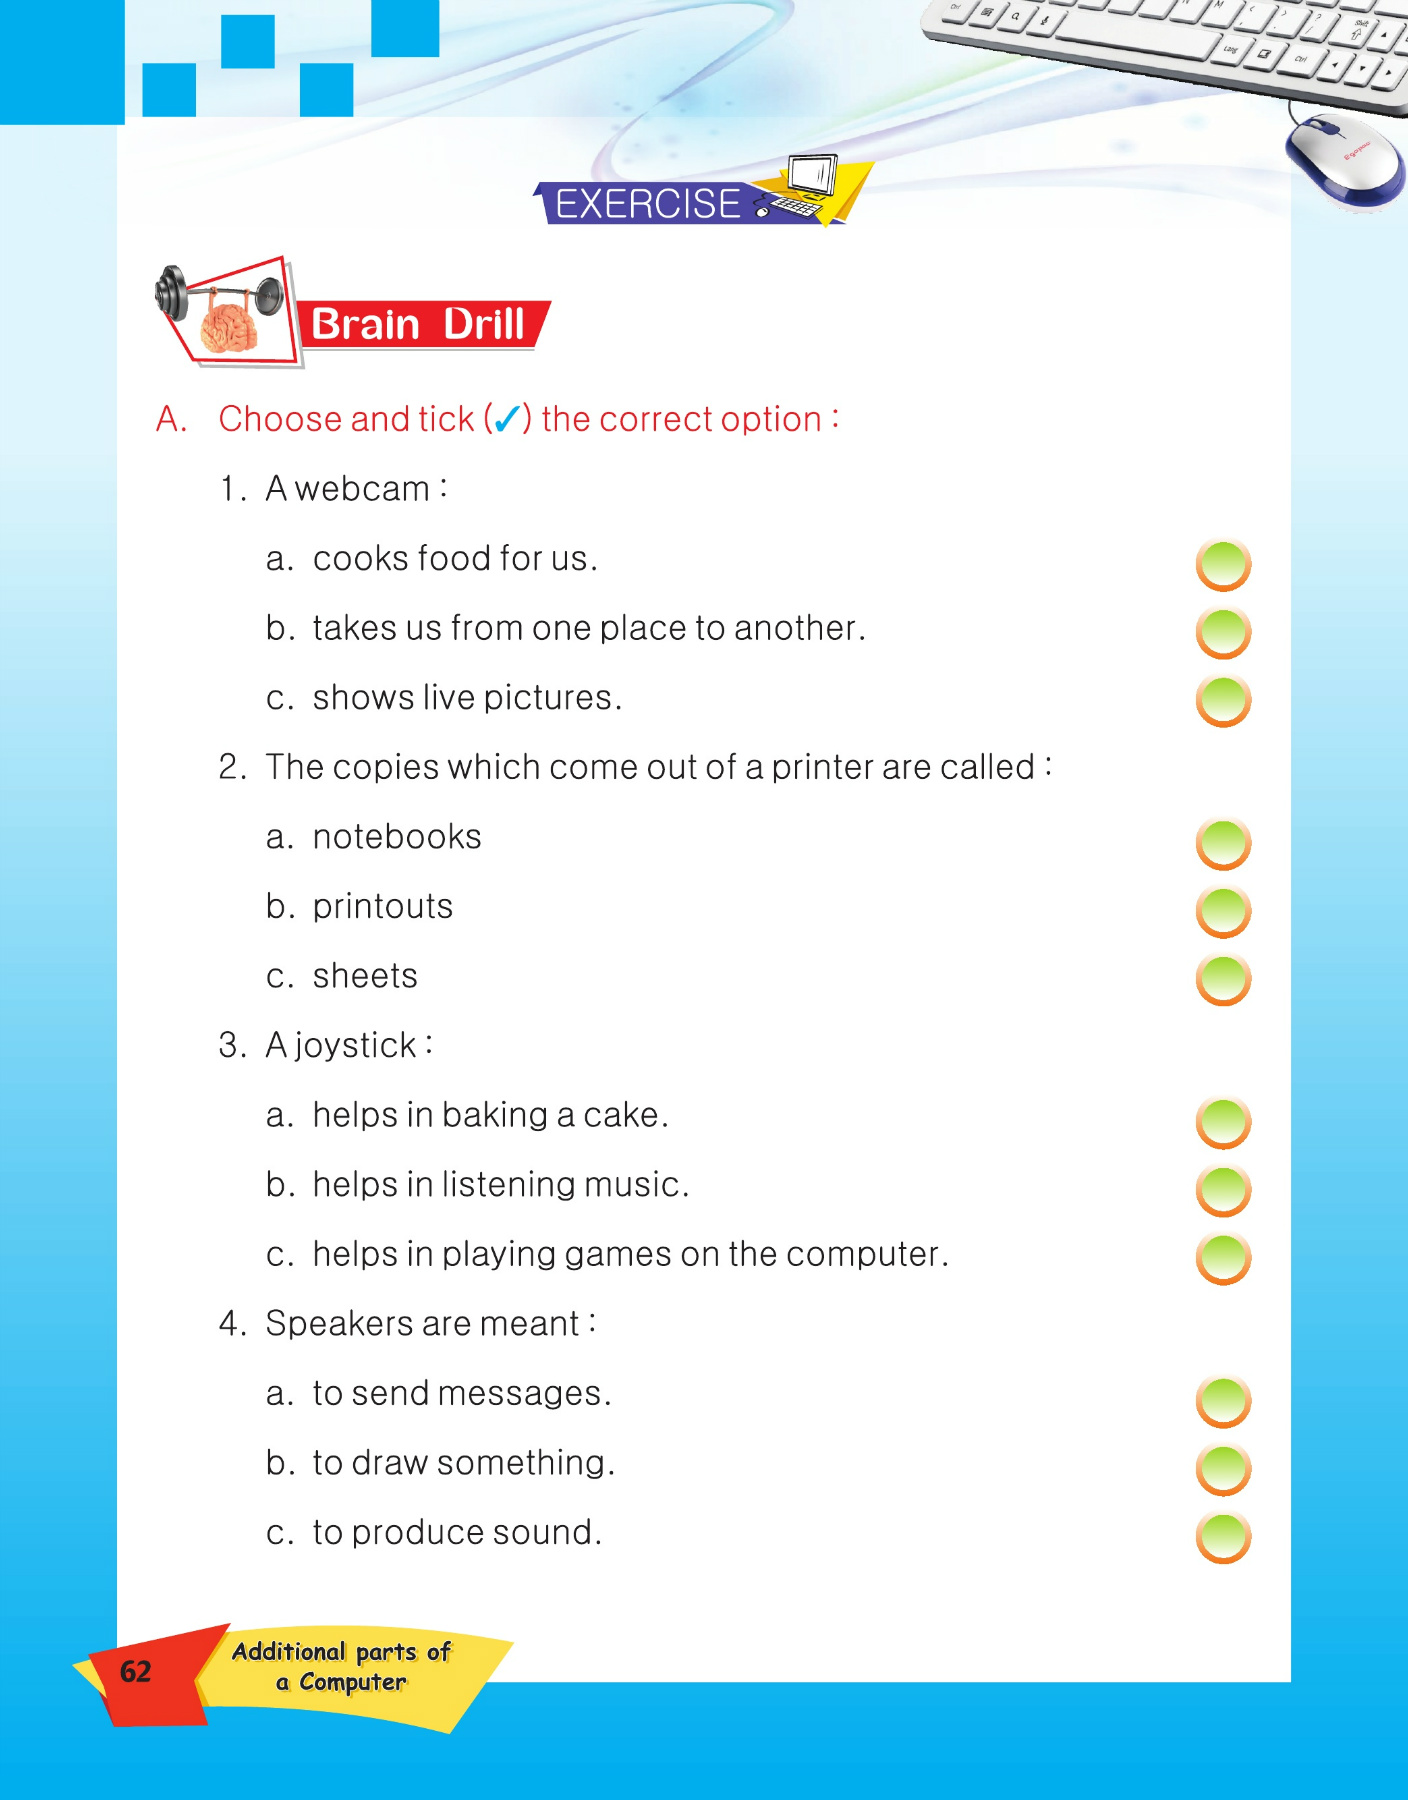 EXERCISE
Brain Drill
A. Choose and tick (✓) the correct option :
1. A webcam :
a. cooks food for us.
b. takes us from one place to another.
c. shows live pictures.
2. The copies which come out of a printer are called :
a. notebooks
b. printouts
c. sheets
3. A joystick :
a. helps in baking a cake.
b. helps in listening music.
c. helps in playing games on the computer.
4. Speakers are meant :
a. to send messages.
b. to draw something.
c. to produce sound.
62
Additional parts of
a Computer